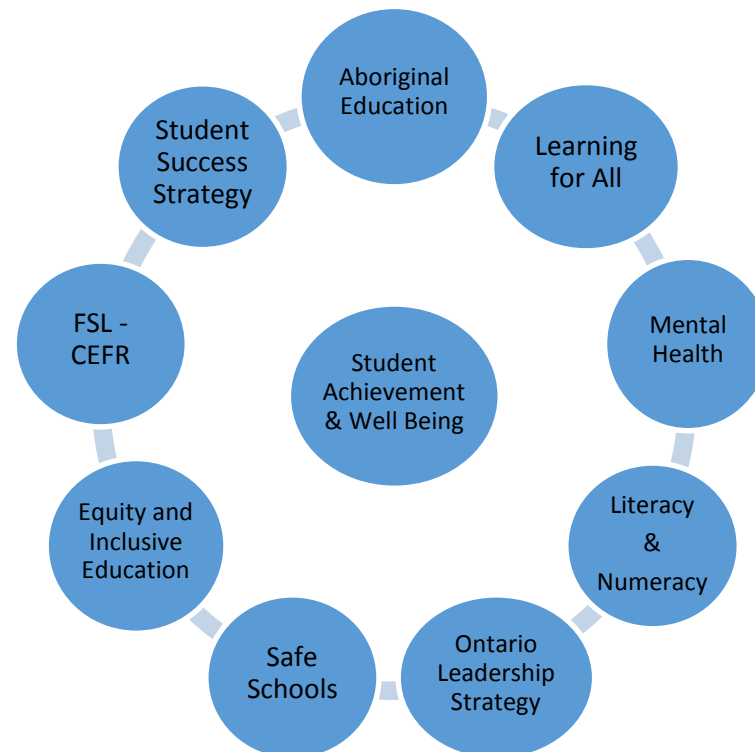 Aboriginal
Education
Learning
for All
Mental
Health
Literacy
&
Numeracy
Ontario
Leadership
Strategy
Safe
Schools
Equity and
Inclusive
Education
FSL -
CEFR
Student
Success
Strategy
Student
Achievement
& Well Being